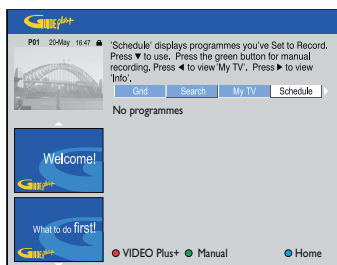 GUIDE Plus+
P01 20-May 16:47
'Schedule' displays programmes you've Set to Record.
Press ▼ to use. Press the green button for manual
recording. Press ◄ to view 'My TV'. Press ► to view
'Info'.
Grid Search My TV Schedule
No programmes
Welcome!
GUIDE Plus+
What to do first!
GUIDE Plus+
VIDEO Plus+ Manual Home